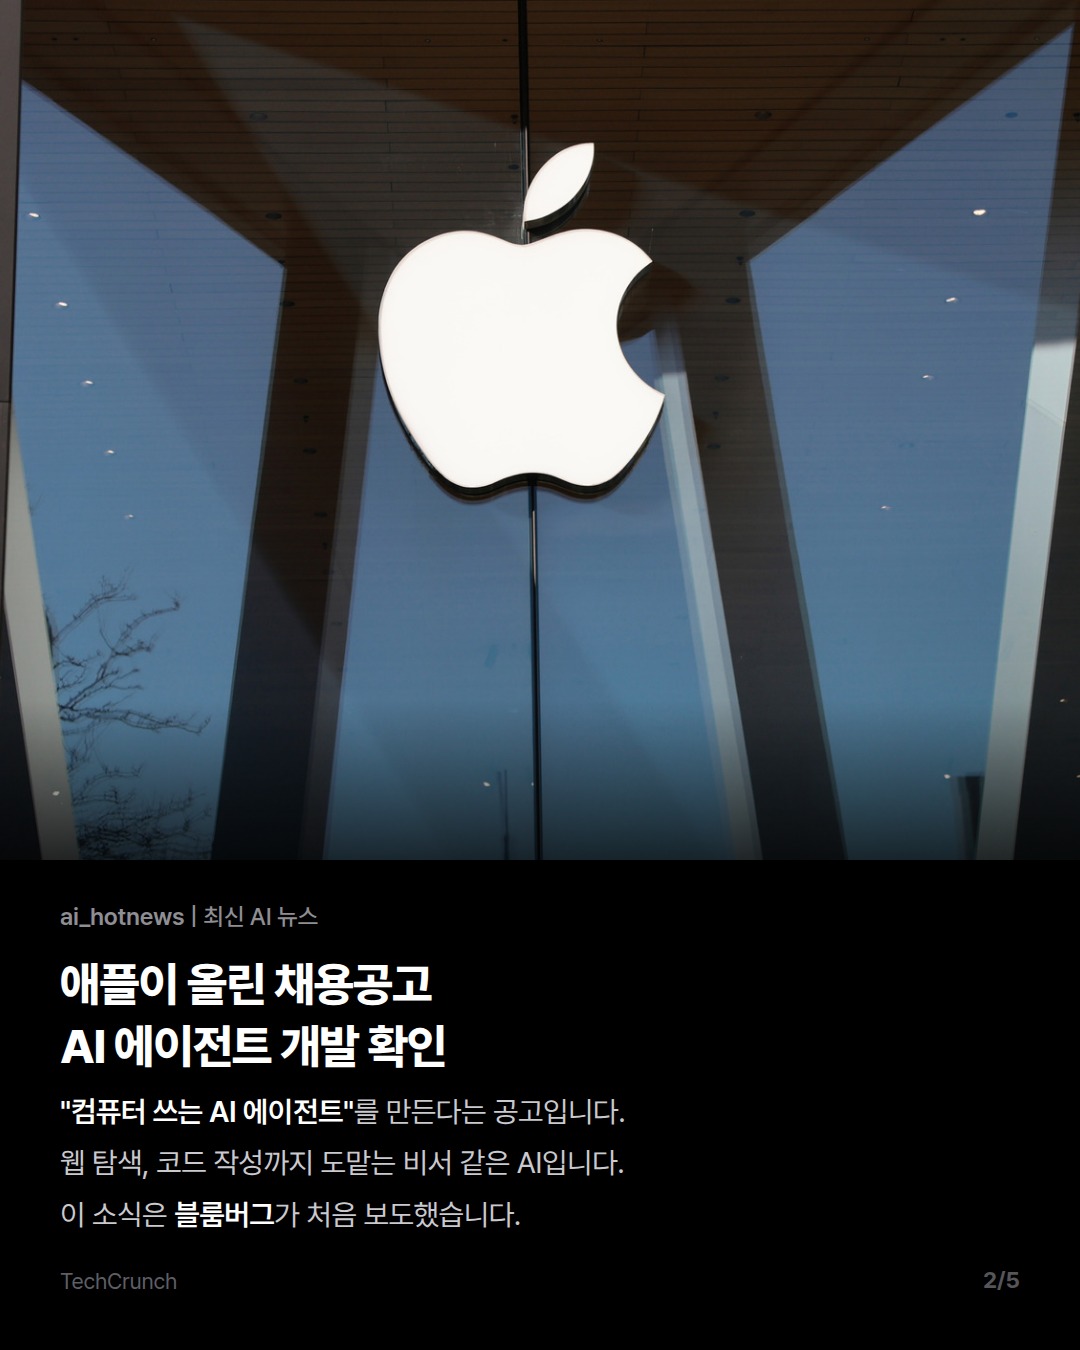 ai_hotnews | 최신 AI 뉴스
애플이 올린 채용공고
AI 에이전트 개발 확인
"컴퓨터 쓰는 AI 에이전트"를 만든다는 공고입니다.
웹 탐색, 코드 작성까지 도맡는 비서 같은 AI입니다.
이 소식은 블룸버그가 처음 보도했습니다.
TechCrunch
2/5